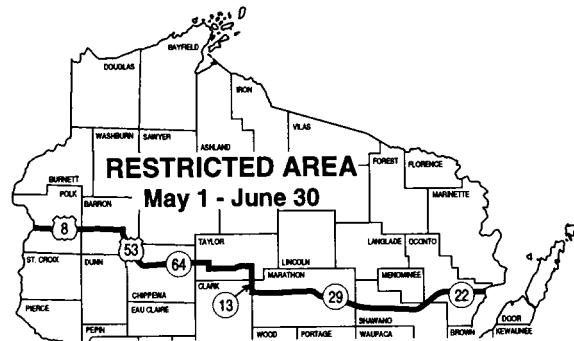 BAYFIELD
DOUGLAS
IRON
VILAS
WASHBURN
SAWYER
ASHLAND
FOREST
FLORENCE
RESTRICTED AREA
May 1 - June 30
BURNETT
POLK
BARRON
MARINETTE
8
53
64
TAYLOR
LANGLADE
OCONTO
ST. CROIX
DUNN
LINCOLN
MARATHON
MENOMINEE
CLARK
CHIPPEWA
13
29
22
PIERCE
EAU CLAIRE
SHAWANO
DOOR
PEPIN
WOOD
PORTAGE
WAUPACA
BROWN
KEWAUNEE